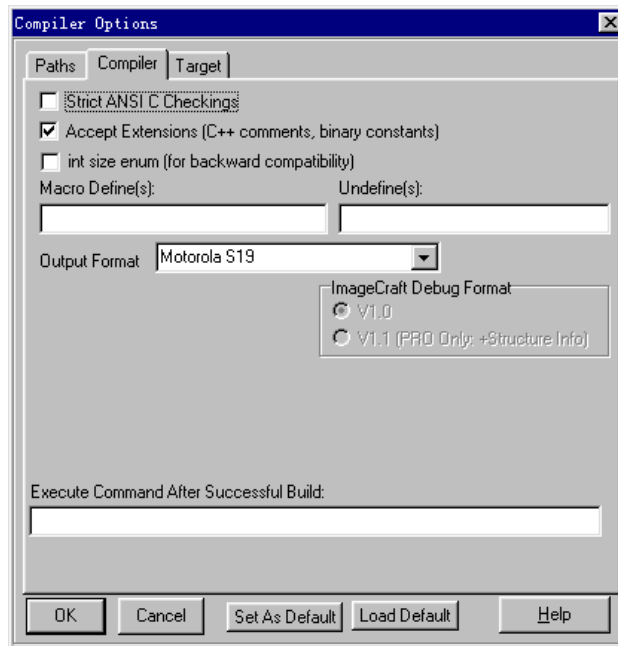 Compiler Options
Paths Compiler Target
Strict ANSI C Checkings
Accept Extensions (C++ comments, binary constants)
int size enum (for backward compatibility)
Macro Define(s): Undefine(s):
Output Format Motorola S19
ImageCraft Debug Format
V1.0
V1.1 (PRO Only: +Structure Info)
Execute Command After Successful Build:
OK Cancel Set As Default Load Default Help